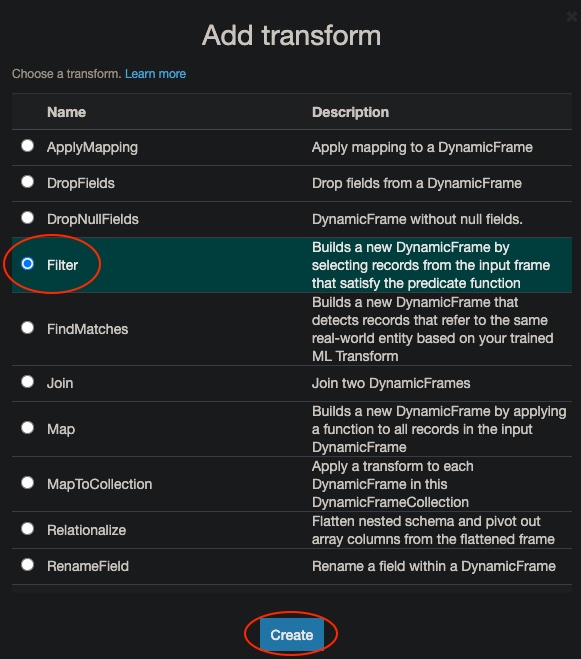 Add transform
Choose a transform. Learn more
Name Description
ApplyMapping Apply mapping to a DynamicFrame
DropFields Drop fields from a DynamicFrame
DropNullFields DynamicFrame without null fields.
Filter Builds a new DynamicFrame by
selecting records from the input frame
that satisfy the predicate function
FindMatches Builds a new DynamicFrame that
detects records that refer to the same
real-world entity based on your trained
ML Transform
Join Join two DynamicFrames
Map Builds a new DynamicFrame by applying
a function to all records in the input
DynamicFrame
MapToCollection Apply a transform to each
DynamicFrame in this
DynamicFrameCollection
Relationalize Flatten nested schema and pivot out
array columns from the flattened frame
RenameField Rename a field within a DynamicFrame
Create